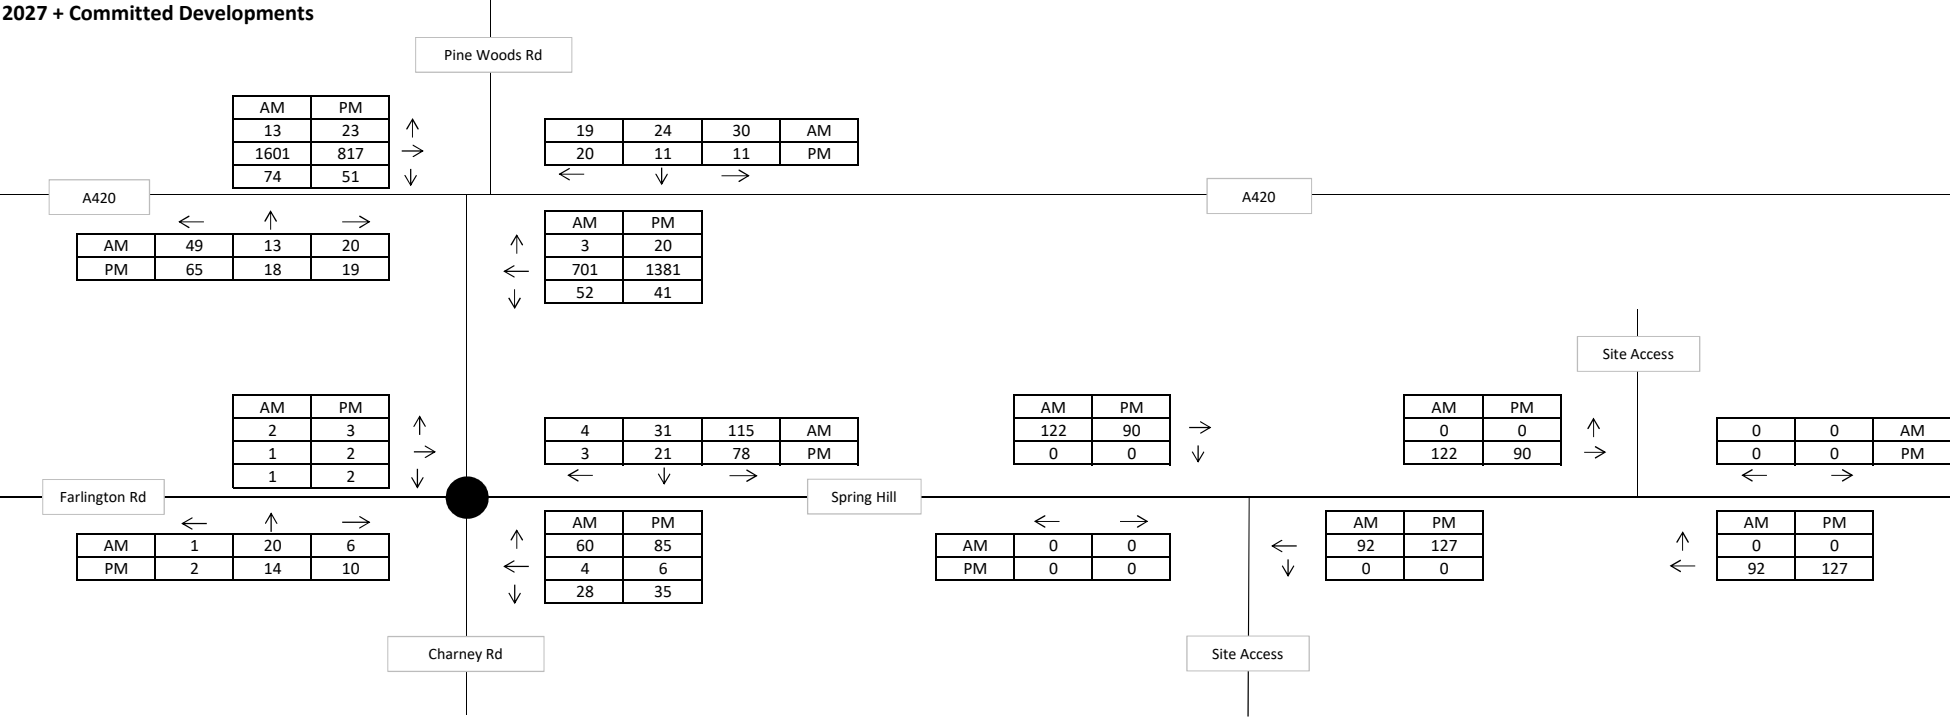 2027 + Committed Developments
Pine Woods Rd
AM PM
13 23 ↑
1601 817 →
74 51 ↓
19 24 30 AM
20 11 11 PM
← ↓ →
A420
A420
← ↑ →
AM 49 13 20
PM 65 18 19
AM PM
↑ 3 20
← 701 1381
↓ 52 41
Site Access
AM PM
2 3 ↑
1 2 →
1 2 ↓
4 31 115 AM
3 21 78 PM
← ↓ →
AM PM
122 90 →
0 0 ↓
AM PM
0 0 ↑
122 90 →
0 0 AM
0 0 PM
← →
Farlington Rd
Spring Hill
← ↑ →
AM 1 20 6
PM 2 14 10
AM PM
↑ 60 85
← 4 6
↓ 28 35
← →
AM 0 0
PM 0 0
AM PM
← 92 127
↓ 0 0
AM PM
↑ 0 0
← 92 127
Charney Rd
Site Access